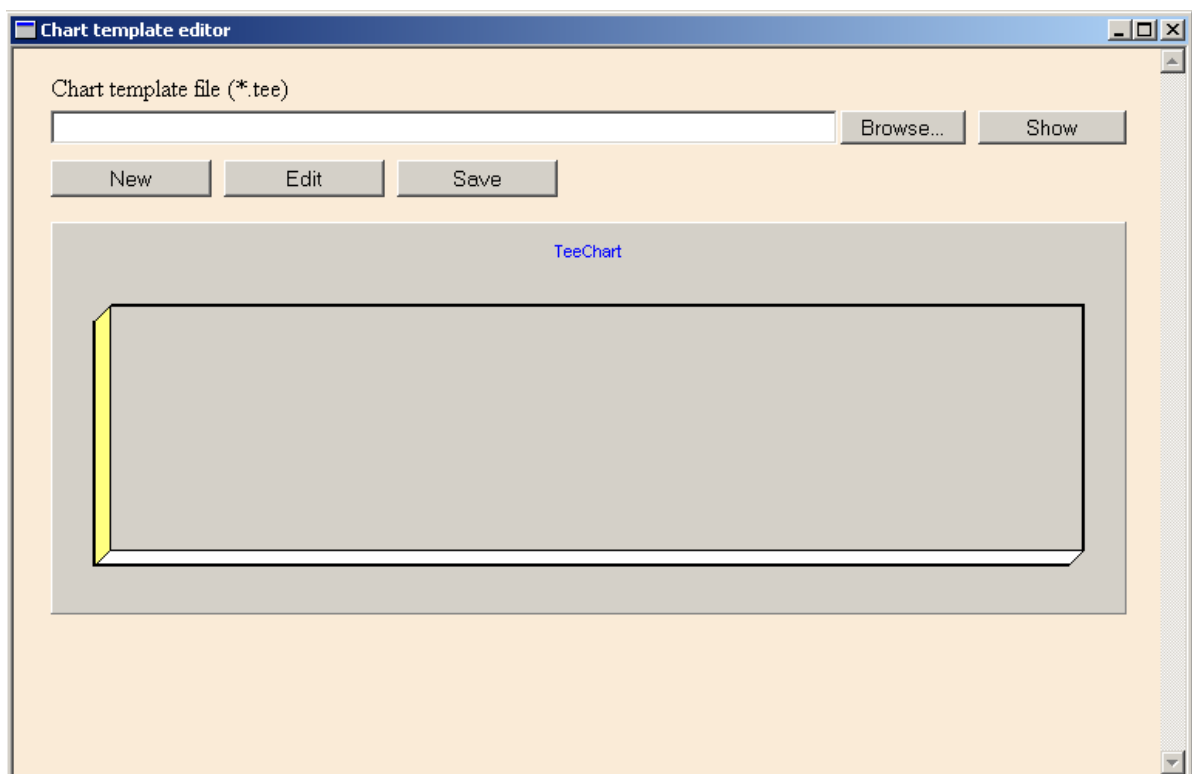 Chart template editor
Chart template file (*.tee)
Browse... Show
New Edit Save
TeeChart